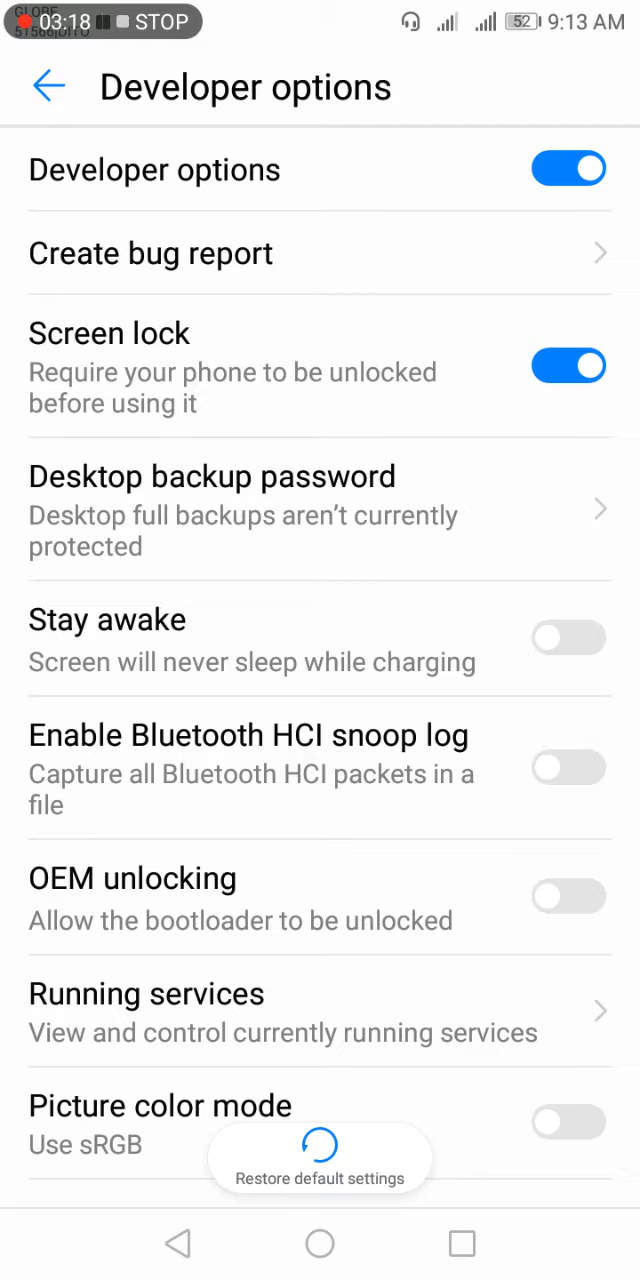 GLOBE
03:18 STOP 52 9:13 AM
Developer options
Developer options
Create bug report
Screen lock
Require your phone to be unlocked
before using it
Desktop backup password
Desktop full backups aren't currently
protected
Stay awake
Screen will never sleep while charging
Enable Bluetooth HCI snoop log
Capture all Bluetooth HCI packets in a
file
OEM unlocking
Allow the bootloader to be unlocked
Running services
View and control currently running services
Picture color mode
Use sRGB
Restore default settings